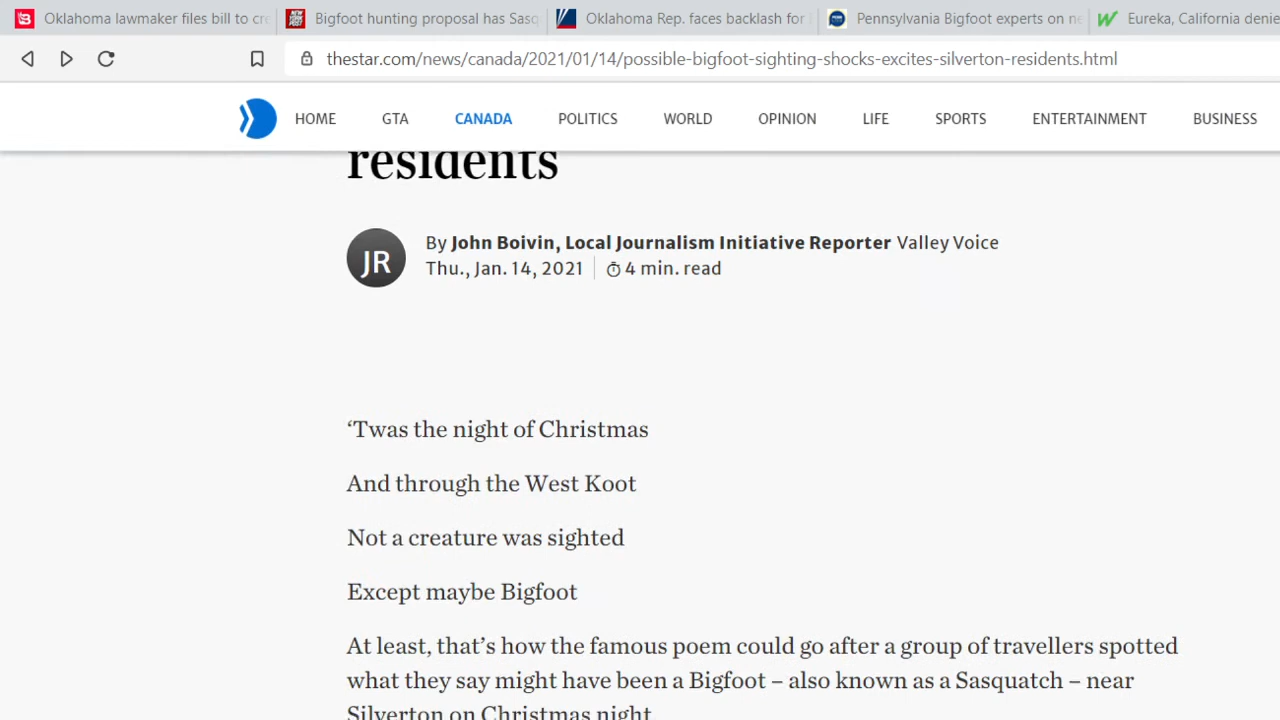 Oklahoma lawmaker files bill to cre
Bigfoot hunting proposal has Sasq
Oklahoma Rep. faces backlash for
Pennsylvania Bigfoot experts on ne
Eureka, California denie
thestar.com/news/canada/2021/01/14/possible-bigfoot-sighting-shocks-excites-silverton-residents.html
HOME GTA CANADA POLITICS WORLD OPINION LIFE SPORTS ENTERTAINMENT BUSINESS
residents
JR
By John Boivin, Local Journalism Initiative Reporter Valley Voice
Thu., Jan. 14, 2021 4 min. read
‘Twas the night of Christmas
And through the West Koot
Not a creature was sighted
Except maybe Bigfoot
At least, that’s how the famous poem could go after a group of travellers spotted
what they say might have been a Bigfoot – also known as a Sasquatch – near
Silverton on Christmas night